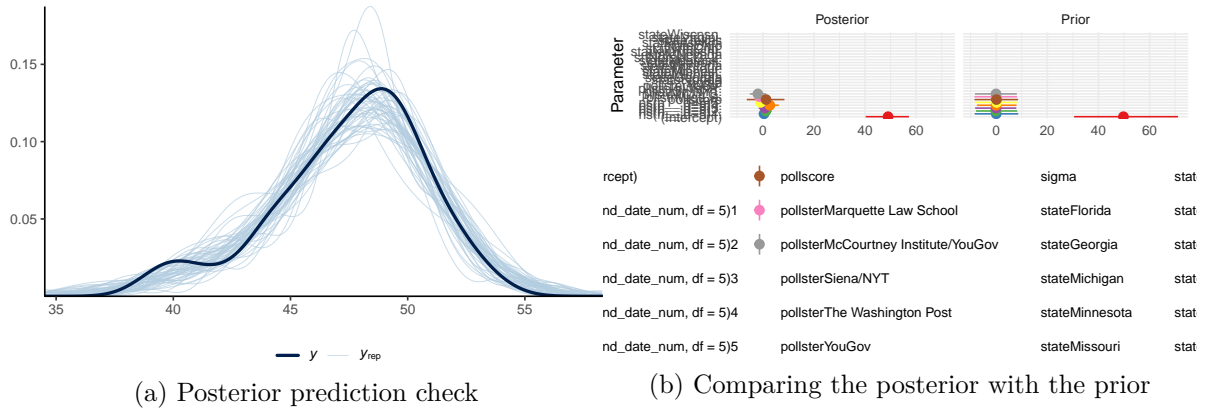 0.15
0.10
0.05
35
40
45
50
55
y
yrep
(a) Posterior prediction check
Posterior
Prior
Parameter
stateWisconsn
(Intercept)
0
20
40
60
0
20
40
60
rcept)
pollscore
sigma
stat
nd_date_num, df = 5)1
pollsterMarquette Law School
stateFlorida
stat
nd_date_num, df = 5)2
pollsterMcCourtney Institute/YouGov
stateGeorgia
stat
nd_date_num, df = 5)3
pollsterSiena/NYT
stateMichigan
stat
nd_date_num, df = 5)4
pollsterThe Washington Post
stateMinnesota
stat
nd_date_num, df = 5)5
pollsterYouGov
stateMissouri
stat
(b) Comparing the posterior with the prior